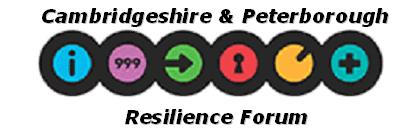 Cambridgeshire & Peterborough
i 999
Resilience Forum